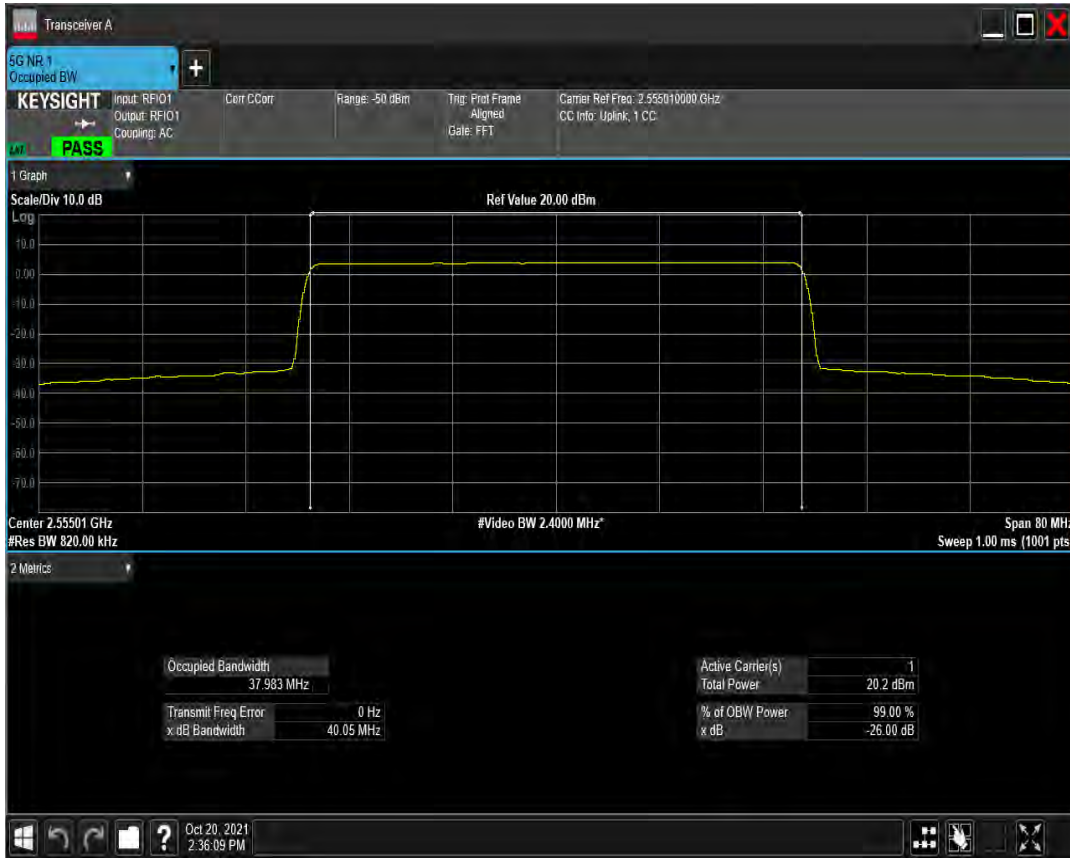 Transceiver A
5G NR 1
Occupied BW
+
KEYSIGHT
PASS
Input: RFIO1
Output: RFIO1
Coupling: AC
Corr CCorr
Range: -50 dBm
Trig: Prot Frame
Aligned
Gate: FFT
Carrier Ref Freq: 2.555010000 GHz
CC Info: Uplink, 1 CC
1 Graph
Scale/Div 10.0 dB
Ref Value 20.00 dBm
Log
10.0
0.00
-10.0
-20.0
-30.0
-40.0
-50.0
-60.0
-70.0
Center 2.55501 GHz
#Video BW 2.4000 MHz*
Span 80 MHz
#Res BW 820.00 kHz
Sweep 1.00 ms (1001 pts
2 Metrics
Occupied Bandwidth
37.983 MHz
Transmit Freq Error 0 Hz
x dB Bandwidth 40.05 MHz
Active Carrier(s) 1
Total Power 20.2 dBm
% of OBW Power 99.00 %
x dB -26.00 dB
?
Oct 20, 2021
2:36:09 PM